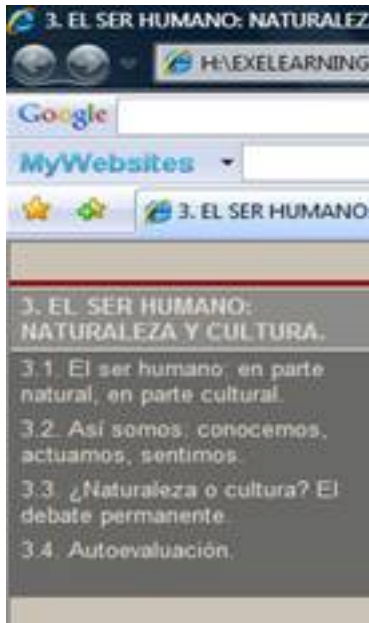 3. EL SER HUMANO: NATURALEZ
H:\EXELEARNING
Google
MyWebsites
3. EL SER HUMANO
3. EL SER HUMANO:
NATURALEZA Y CULTURA.
3.1. El ser humano, en parte
natural, en parte cultural.
3.2. Así somos: conocemos,
actuamos, sentimos.
3.3. ¿Naturaleza o cultura? El
debate permanente.
3.4. Autoevaluación.